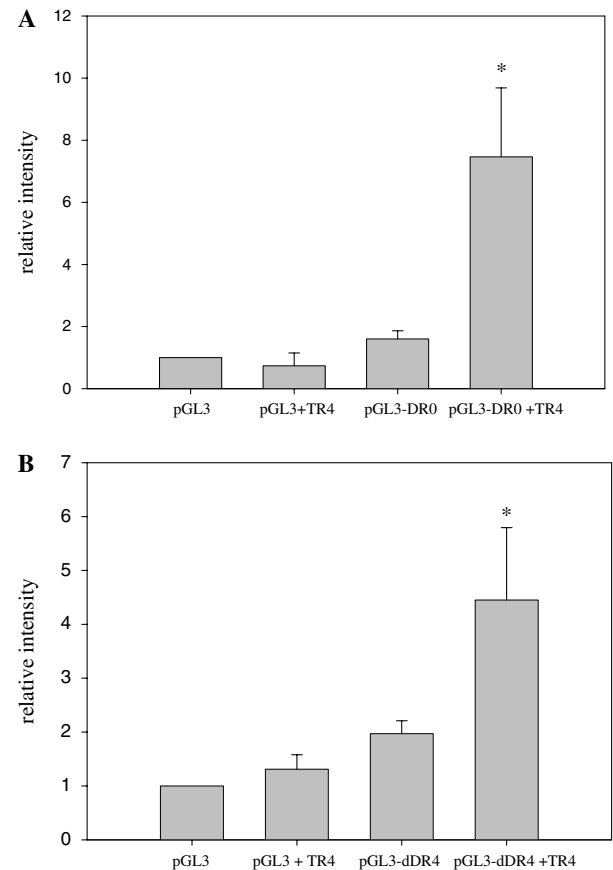 A
12
10
8
6
4
2
0
relative intensity
*
pGL3 pGL3+TR4 pGL3-DR0 pGL3-DR0 +TR4
B
7
6
5
4
3
2
1
0
relative intensity
*
pGL3 pGL3 + TR4 pGL3-dDR4 pGL3-dDR4 +TR4